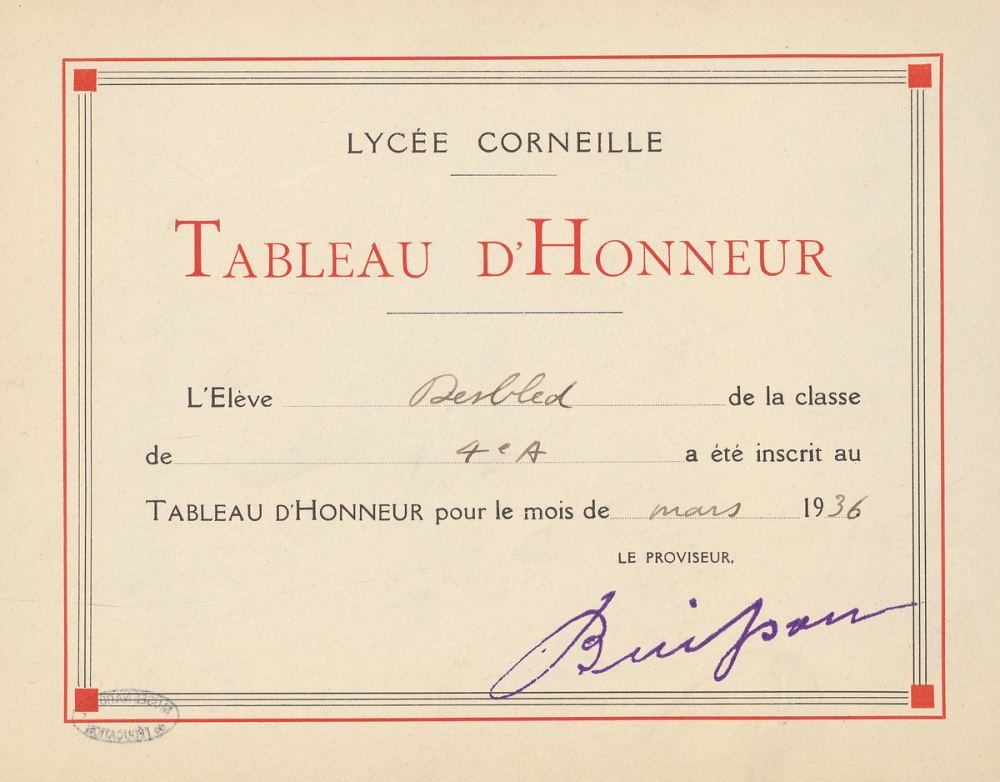 LYCÉE CORNEILLE
TABLEAU D'HONNEUR
L'Elève Desbled de la classe
de 4e A a été inscrit au
TABLEAU D'HONNEUR pour le mois de mars 1936
LE PROVISEUR,
Buisson